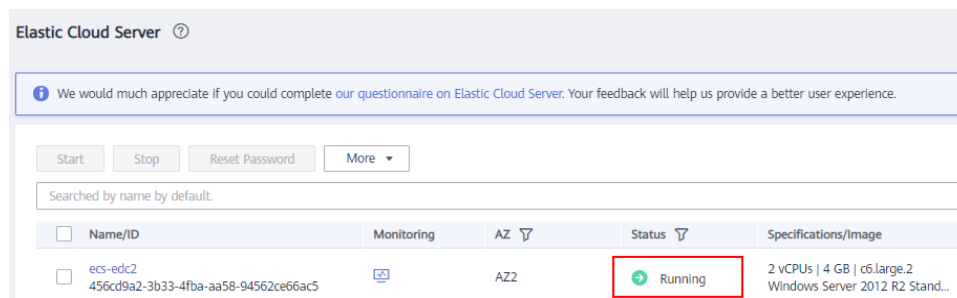 Elastic Cloud Server
We would much appreciate if you could complete our questionnaire on Elastic Cloud Server. Your feedback will help us provide a better user experience.
Start Stop Reset Password More
Searched by name by default.
Name/ID Monitoring AZ Status Specifications/Image
ecs-edc2
456cd9a2-3b33-4fba-aa58-94562ce66ac5
AZ2
Running
2 vCPUs | 4 GB | c6.large.2
Windows Server 2012 R2 Stand...